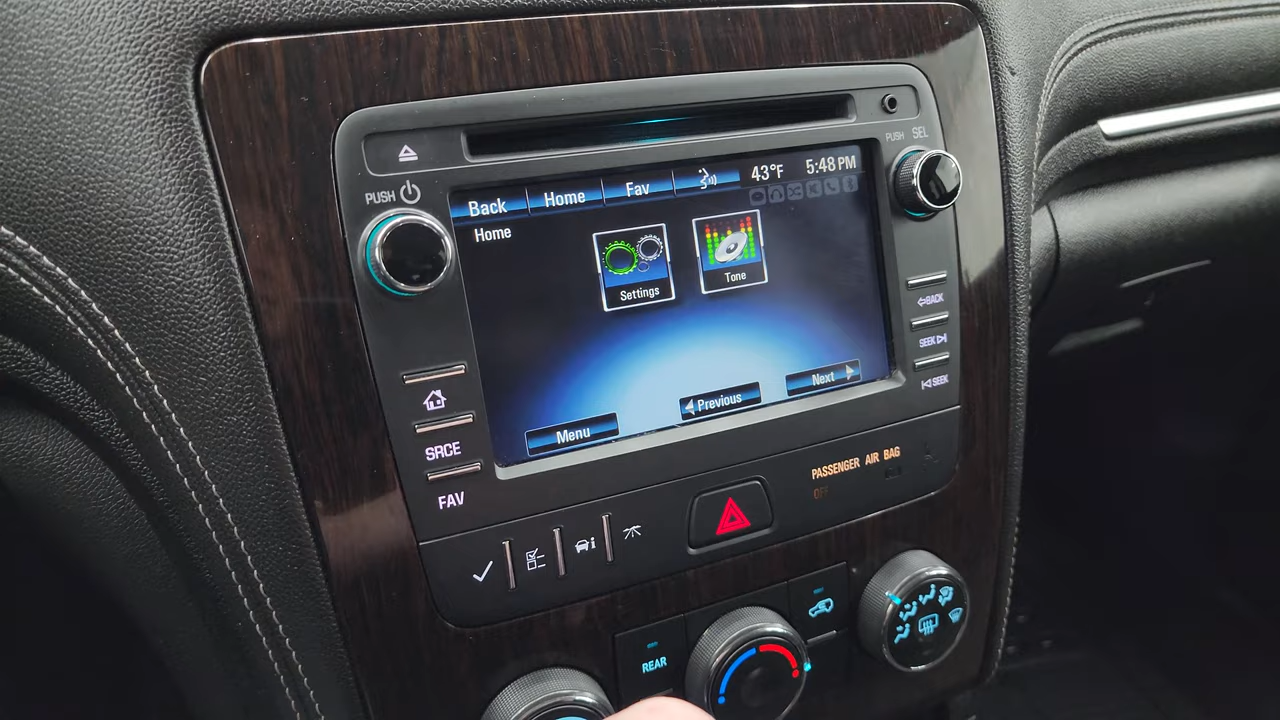 PUSH SEL
PUSH
Back Home Fav 43°F 5:48 PM
Home
Settings Tone
BACK
SEEK
SEEK
Menu Previous Next
SRCE
FAV
PASSENGER AIR BAG
OFF
REAR